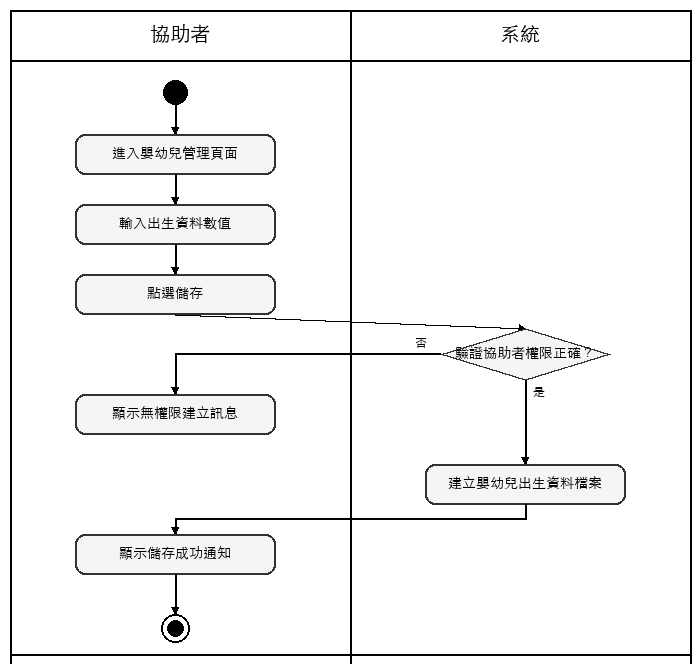 協助者
系統
進入嬰幼兒管理頁面
輸入出生資料數值
點選儲存
驗證協助者權限正確？
否
是
顯示無權限建立訊息
建立嬰幼兒出生資料檔案
顯示儲存成功通知